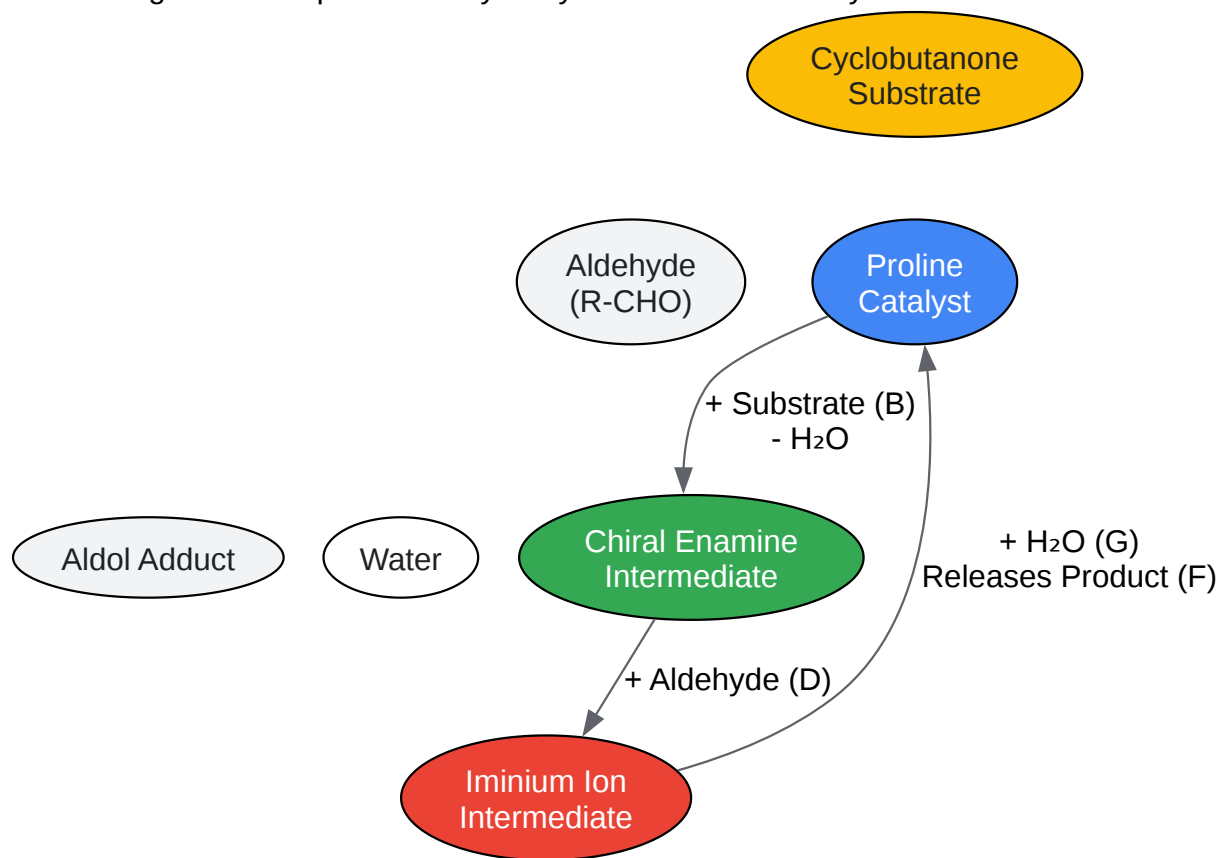 Cyclobutanone
Substrate
Aldehyde
(R-CHO)
Proline
Catalyst
+ Substrate (B)
- H₂O
Aldol Adduct
Water
Chiral Enamine
Intermediate
+ H₂O (G)
Releases Product (F)
+ Aldehyde (D)
Iminium Ion
Intermediate